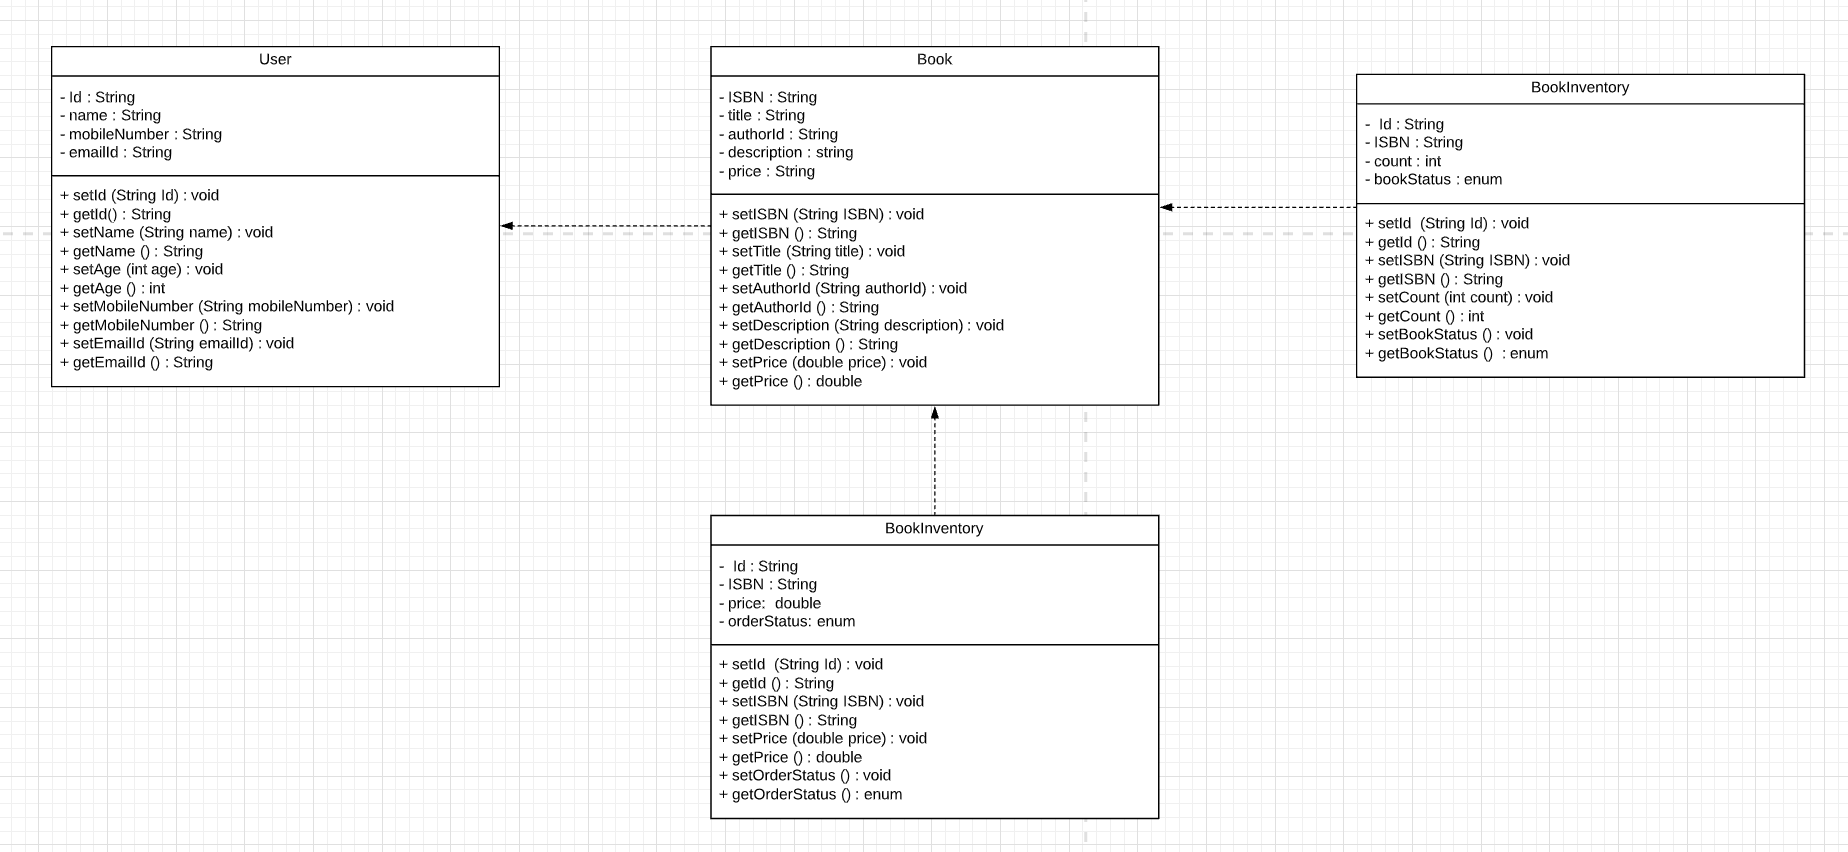 User
- Id : String
- name : String
- mobileNumber : String
- emailId : String
+ setId (String Id) : void
+ getId() : String
+ setName (String name) : void
+ getName () : String
+ setAge (int age) : void
+ getAge () : int
+ setMobileNumber (String mobileNumber) : void
+ getMobileNumber () : String
+ setEmailId (String emailId) : void
+ getEmailId () : String
Book
- ISBN : String
- title : String
- authorId : String
- description : string
- price : String
+ setISBN (String ISBN) : void
+ getISBN () : String
+ setTitle (String title) : void
+ getTitle () : String
+ setAuthorId (String authorId) : void
+ getAuthorId () : String
+ setDescription (String description) : void
+ getDescription () : String
+ setPrice (double price) : void
+ getPrice () : double
BookInventory
- Id : String
- ISBN : String
- count : int
- bookStatus : enum
+ setId (String Id) : void
+ getId () : String
+ setISBN (String ISBN) : void
+ getISBN () : String
+ setCount (int count) : void
+ getCount () : int
+ setBookStatus () : void
+ getBookStatus () : enum
BookInventory
- Id : String
- ISBN : String
- price: double
- orderStatus: enum
+ setId (String Id) : void
+ getId () : String
+ setISBN (String ISBN) : void
+ getISBN () : String
+ setPrice (double price) : void
+ getPrice () : double
+ setOrderStatus () : void
+ getOrderStatus () : enum